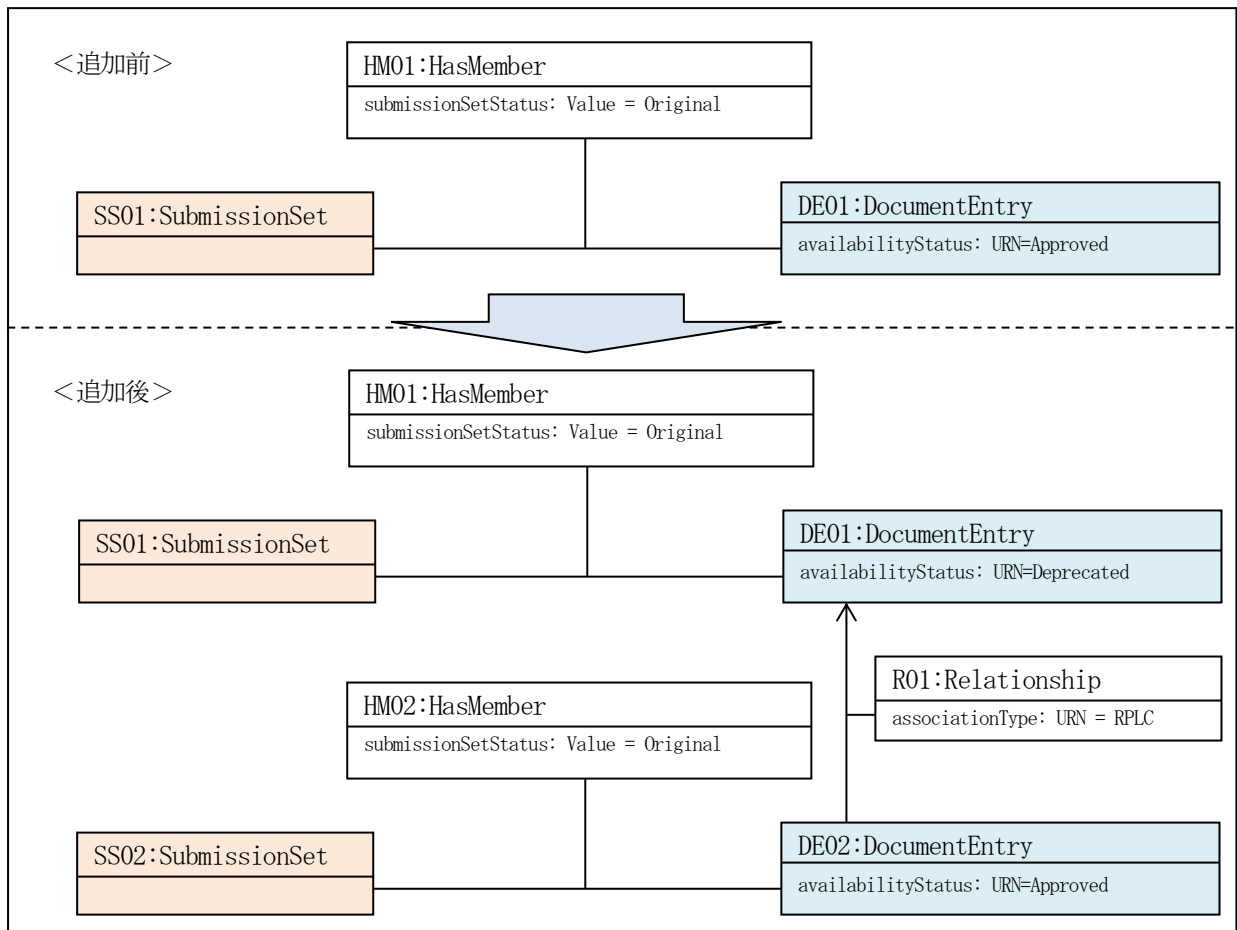 ＜追加前＞
HM01:HasMember
submissionSetStatus: Value = Original
SS01:SubmissionSet
DE01:DocumentEntry
availabilityStatus: URN=Approved
＜追加後＞
HM01:HasMember
submissionSetStatus: Value = Original
SS01:SubmissionSet
DE01:DocumentEntry
availabilityStatus: URN=Deprecated
R01:Relationship
associationType: URN = RPLC
HM02:HasMember
submissionSetStatus: Value = Original
SS02:SubmissionSet
DE02:DocumentEntry
availabilityStatus: URN=Approved